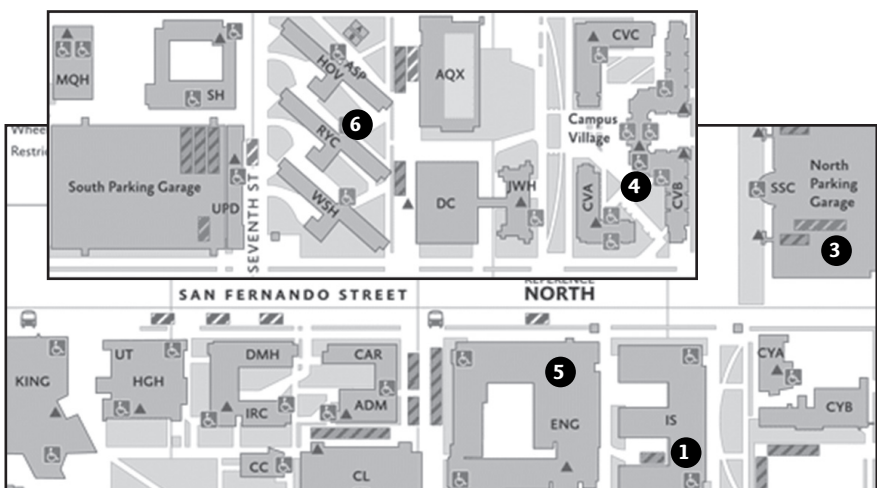 MQH
SH
HOV
ASP
RYC
WSH
6
AQX
CVC
Campus
Village
South Parking Garage
UPD
SEVENTH ST
DC
JWH
CVA
4
CVB
Whee
Restri
SSC
North
Parking
Garage
3
SAN FERNANDO STREET
REFERENCE
NORTH
KING
UT
HGH
DMH
IRC
CAR
ADM
CC
CL
5
ENG
IS
1
CYA
CYB